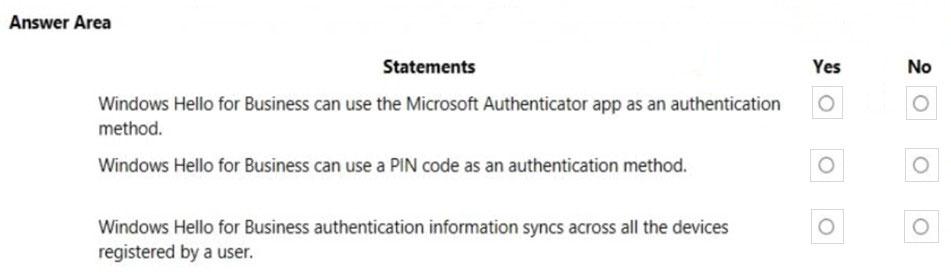 Answer Area
Statements Yes No
Windows Hello for Business can use the Microsoft Authenticator app as an authentication
method.
Windows Hello for Business can use a PIN code as an authentication method.
Windows Hello for Business authentication information syncs across all the devices
registered by a user.